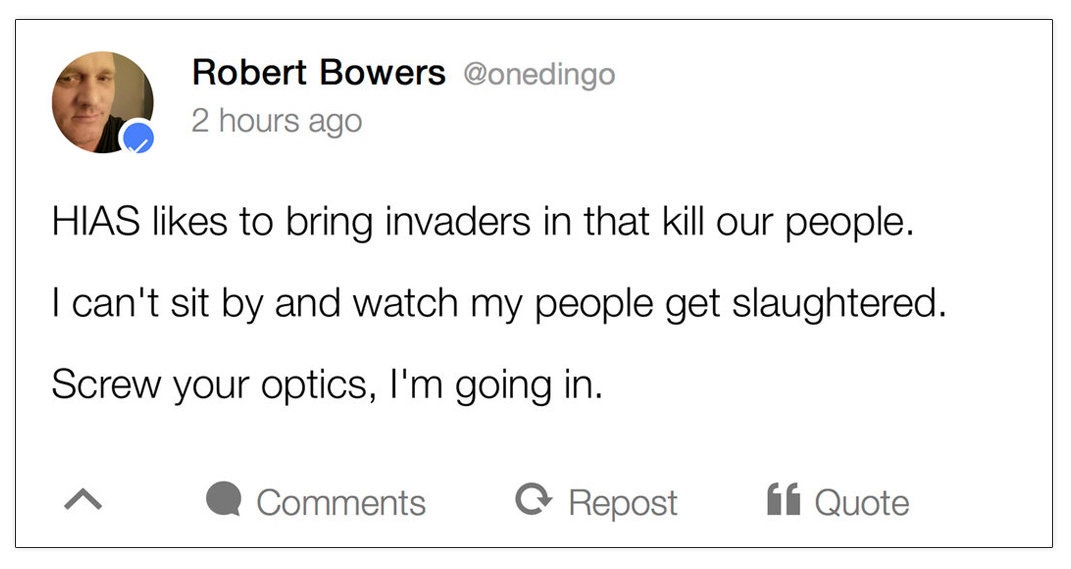 Robert Bowers @onedingo
2 hours ago
HIAS likes to bring invaders in that kill our people.
I can't sit by and watch my people get slaughtered.
Screw your optics, I'm going in.
Comments Repost Quote